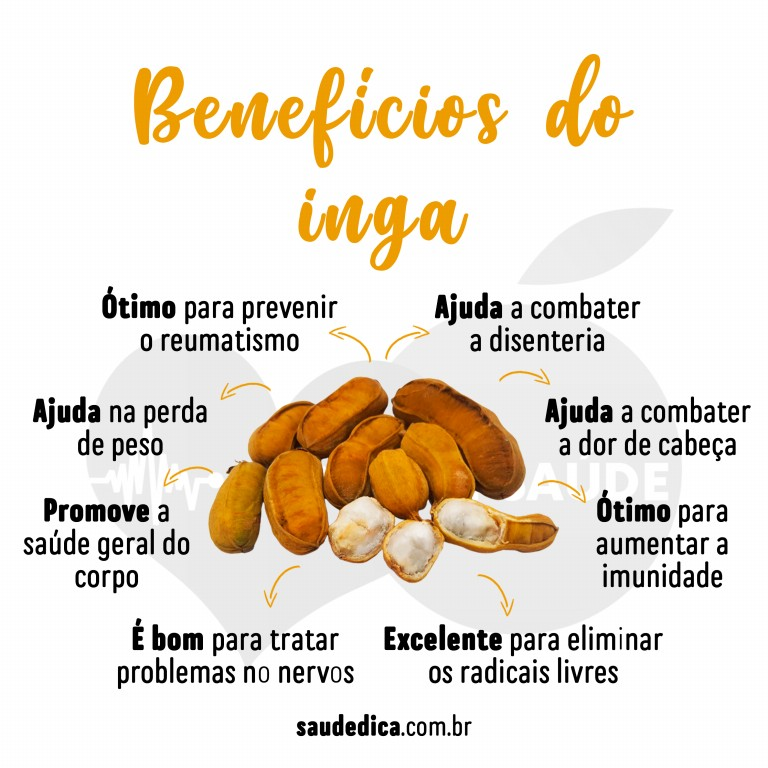 Benefícios do
inga
Ótimo para prevenir
o reumatismo
Ajuda a combater
a disenteria
Ajuda na perda
de peso
Ajuda a combater
a dor de cabeça
SAUDE
Promove a
saúde geral do
corpo
Ótimo para
aumentar a
imunidade
É bom para tratar
problemas no nervos
Excelente para eliminar
os radicais livres
saudedica.com.br